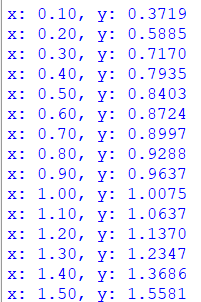 x: 0.10, y: 0.3719
x: 0.20, y: 0.5885
x: 0.30, y: 0.7170
x: 0.40, y: 0.7935
x: 0.50, y: 0.8403
x: 0.60, y: 0.8724
x: 0.70, y: 0.8997
x: 0.80, y: 0.9288
x: 0.90, y: 0.9637
x: 1.00, y: 1.0075
x: 1.10, y: 1.0637
x: 1.20, y: 1.1370
x: 1.30, y: 1.2347
x: 1.40, y: 1.3686
x: 1.50, y: 1.5581